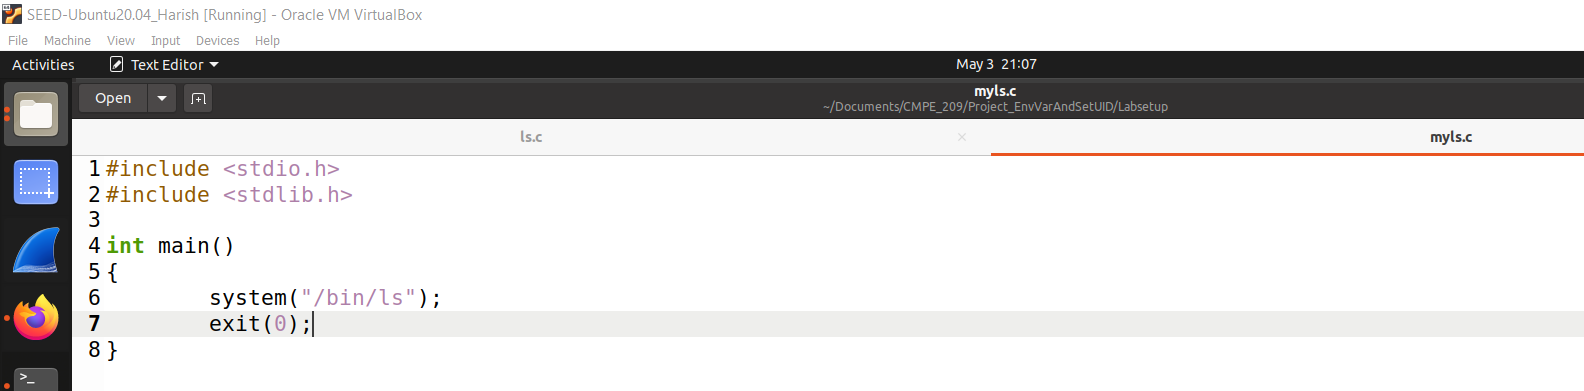 SEED-Ubuntu20.04_Harish [Running] - Oracle VM VirtualBox
File Machine View Input Devices Help
Activities Text Editor May 3 21:07
Open myls.c
~/Documents/CMPE_209/Project_EnvVarAndSetUID/Labsetup
ls.c × myls.c
1 #include <stdio.h>
2 #include <stdlib.h>
3
4 int main()
5 {
6         system("/bin/ls");
7         exit(0);
8 }
>_